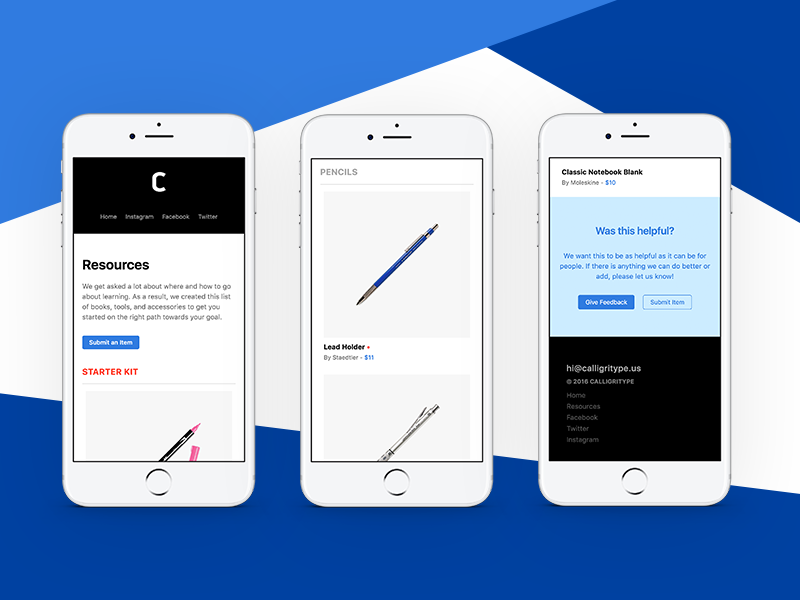 C
Home Instagram Facebook Twitter
Resources
We get asked a lot about where and how to go
about learning. As a result, we created this list
of books, tools, and accessories to get you
started on the right path towards your goal.
Submit an Item
STARTER KIT
PENCILS
Lead Holder
By Staedtler - $11
Classic Notebook Blank
By Moleskine - $10
Was this helpful?
We want this to be as helpful as it can be for
people. If there is anything we can do better or
add, please let us know!
Give Feedback Submit Item
hi@calligritype.us
© 2016 CALLIGRITYPE
Home
Resources
Facebook
Twitter
Instagram